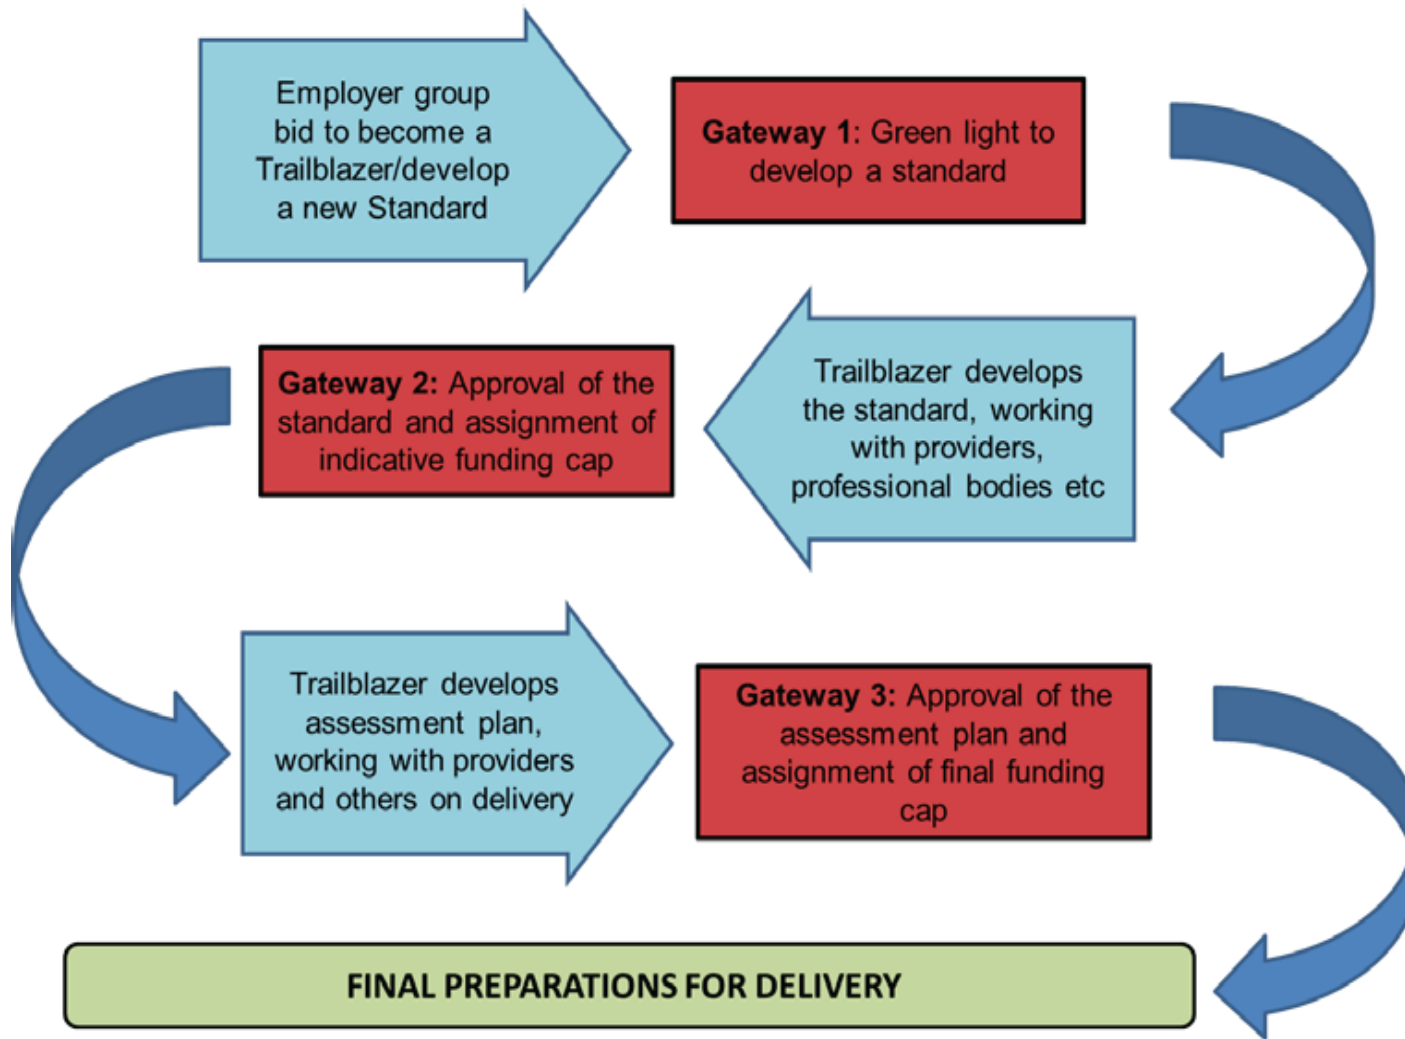 Employer group
bid to become a
Trailblazer/develop
a new Standard
Gateway 1: Green light to
develop a standard
Trailblazer develops
the standard, working
with providers,
professional bodies etc
Gateway 2: Approval of the
standard and assignment of
indicative funding cap
Trailblazer develops
assessment plan,
working with providers
and others on delivery
Gateway 3: Approval of the
assessment plan and
assignment of final funding
cap
FINAL PREPARATIONS FOR DELIVERY